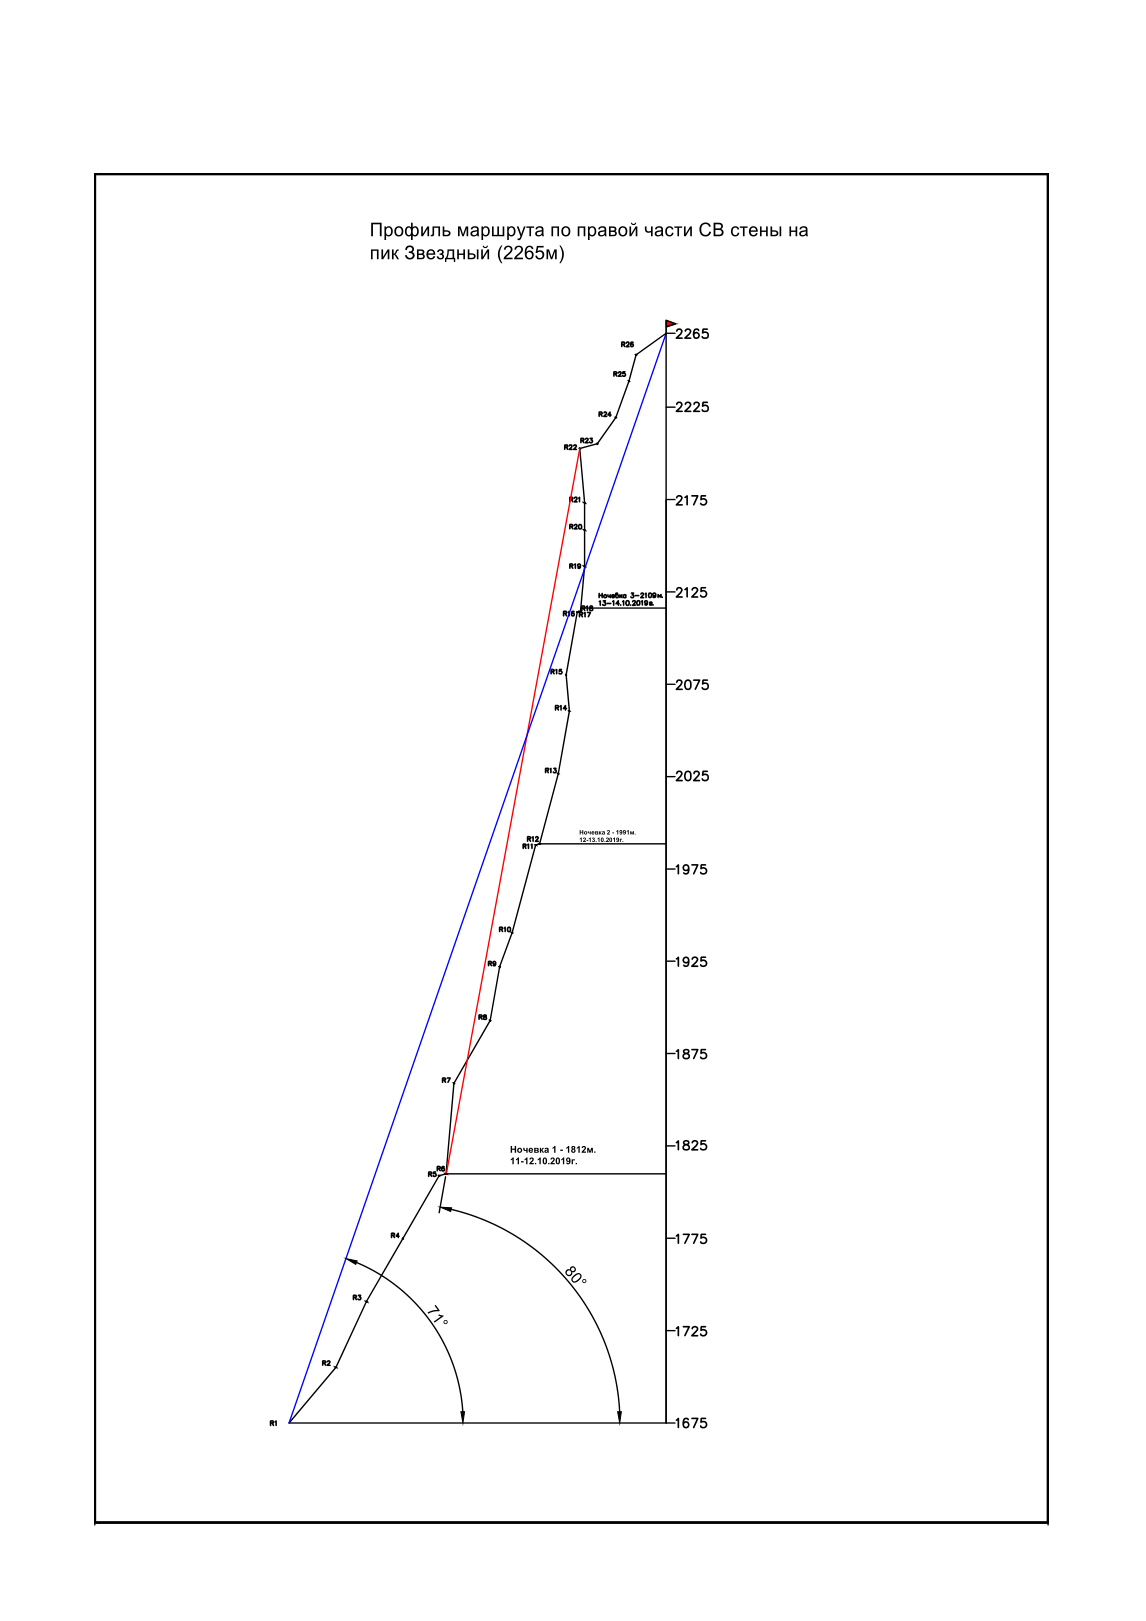 Профиль маршрута по правой части СВ стены на
пик Звездный (2265м)
2265
R26
R25
2225
R24
R23
R22
2175
R21
R20
R19
2125
Ночевка 3-2109м.
13-14.10.2019г.
R18
R16
R17
2075
R15
R14
2025
R13
Ночевка 2 - 1991м.
12-13.10.2019г.
R12
R11
1975
R10
1925
R9
R8
1875
R7
1825
Ночевка 1 - 1812м.
11-12.10.2019г.
R6
R5
1775
R4
80°
R3
71°
1725
R2
R1
1675